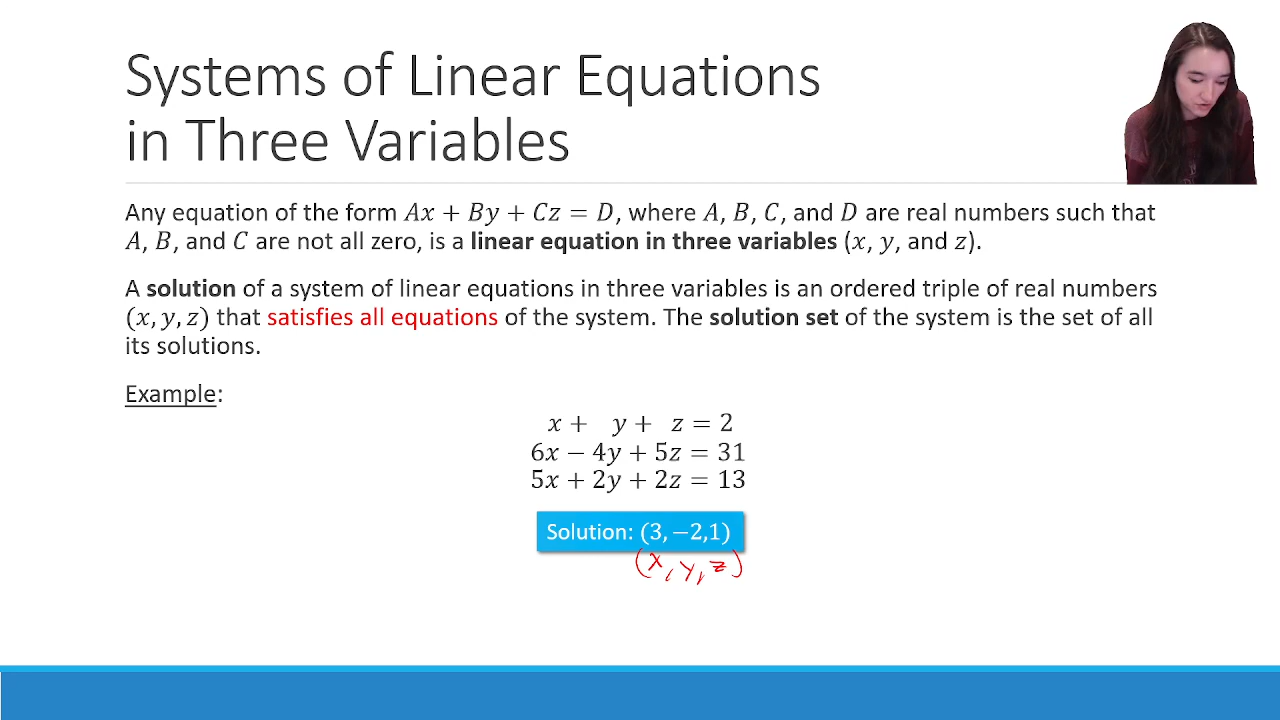 Systems of Linear Equations
in Three Variables
Any equation of the form Ax + By + Cz = D, where A, B, C, and D are real numbers such that
A, B, and C are not all zero, is a linear equation in three variables (x, y, and z).
A solution of a system of linear equations in three variables is an ordered triple of real numbers
(x, y, z) that satisfies all equations of the system. The solution set of the system is the set of all
its solutions.
Example:
x + y + z = 2
6x − 4y + 5z = 31
5x + 2y + 2z = 13
Solution: (3, −2,1)
(x, y, z)